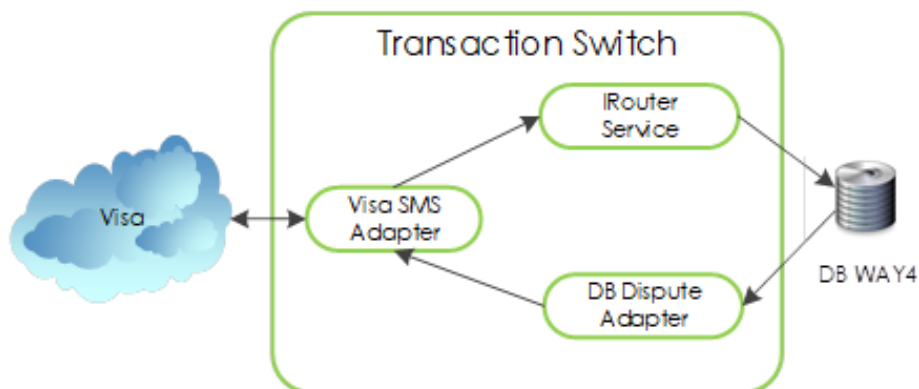 Transaction Switch
IRouter
Service
Visa
Visa SMS
Adapter
DB WAY4
DB Dispute
Adapter